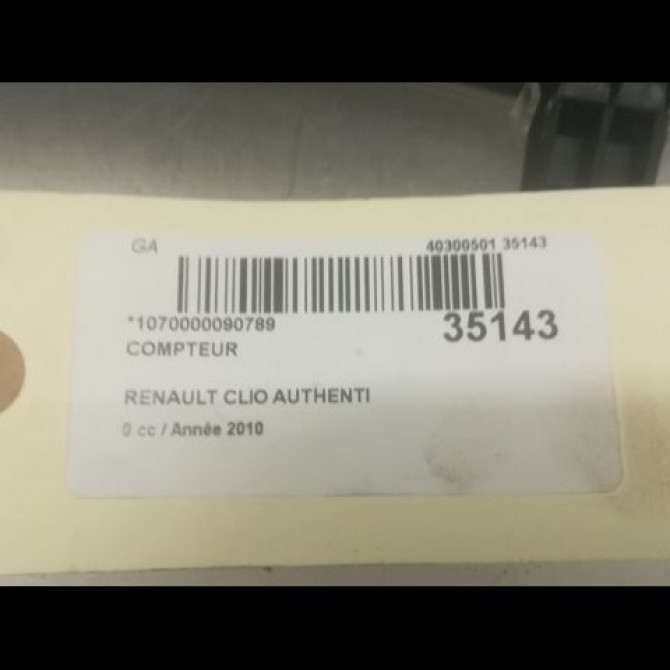 GA 40300501 35143
*1070000090789 35143
COMPTEUR
RENAULT CLIO AUTHENTI
0 cc / Année 2010